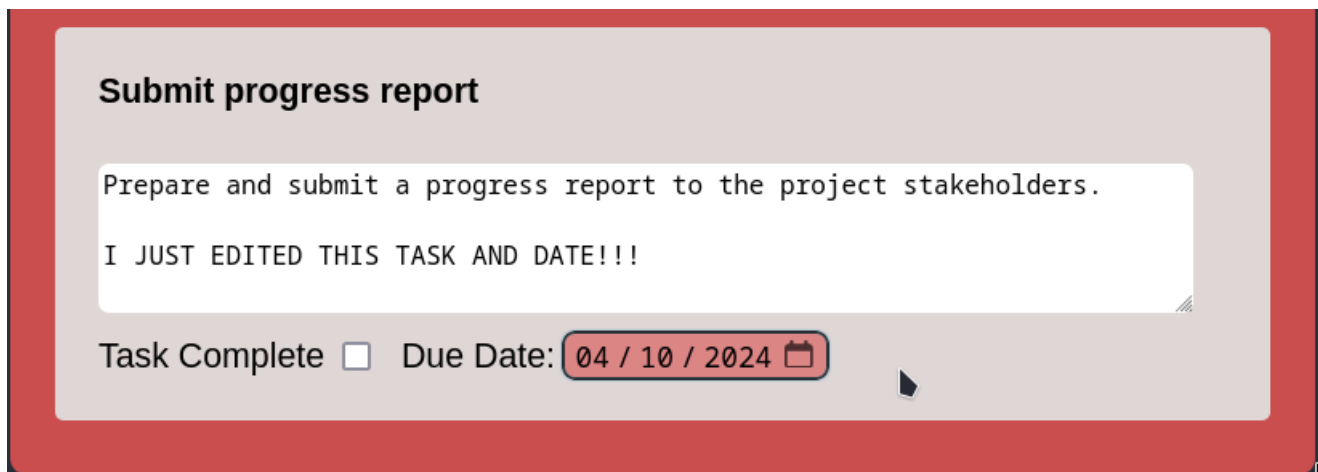 Submit progress report
Prepare and submit a progress report to the project stakeholders.
I JUST EDITED THIS TASK AND DATE!!!
Task Complete Due Date: 04 / 10 / 2024